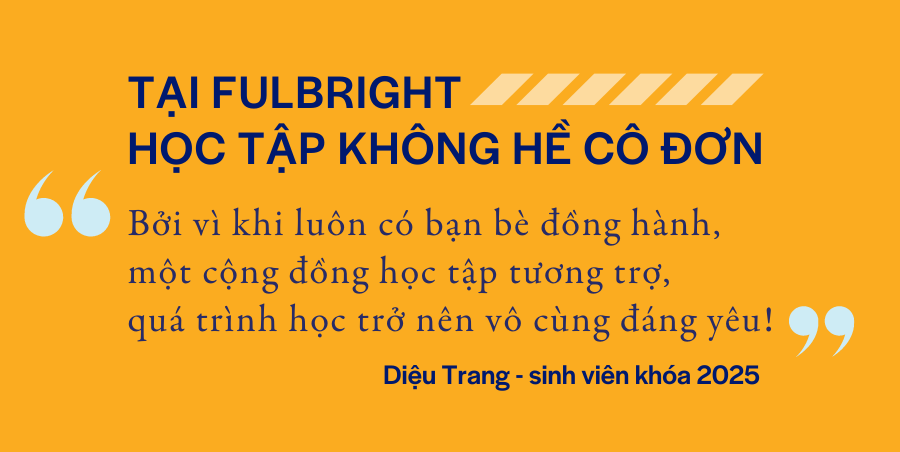 TẠI FULBRIGHT
HỌC TẬP KHÔNG HỀ CÔ ĐƠN
“Bởi vì khi luôn có bạn bè đồng hành,
một cộng đồng học tập tương trợ,
quá trình học trở nên vô cùng đáng yêu!”
Diệu Trang - sinh viên khóa 2025